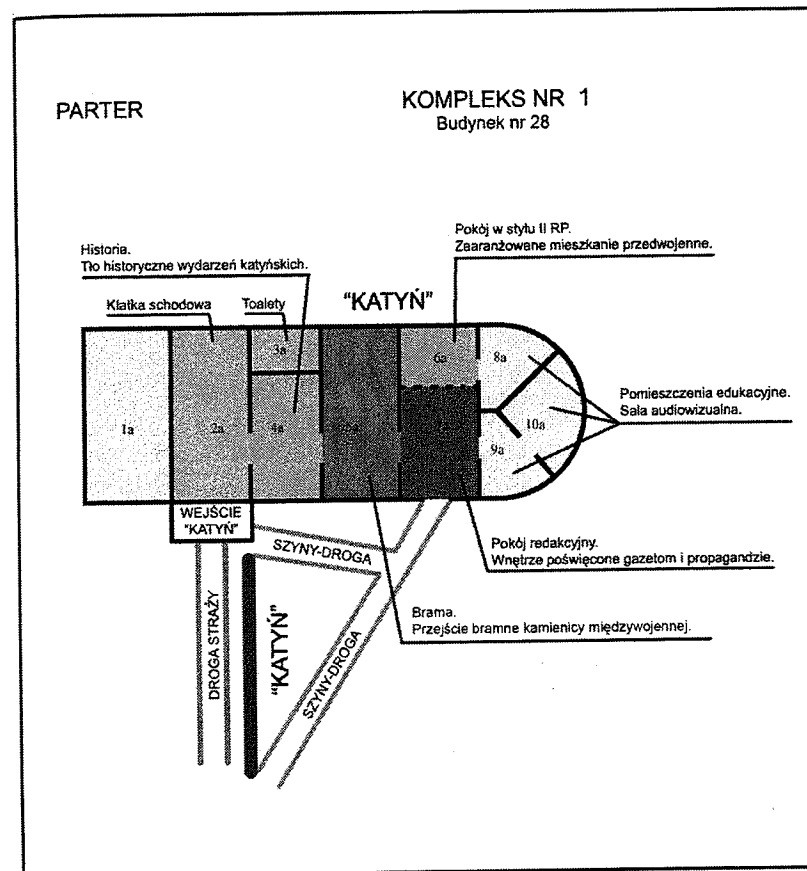 PARTER
KOMPLEKS NR 1
Budynek nr 28
Pokój w stylu II RP.
Zaaranżowane mieszkanie przedwojenne.
Historia.
Tło historyczne wydarzeń katyńskich.
"KATYŃ"
Klatka schodowa
Toalety
3a
6a
8a
Pomieszczenia edukacyjne.
Sala audiowizualna.
1a
2a
4a
10a
9a
WEJŚCIE
"KATYŃ"
SZYNY-DROGA
Pokój redakcyjny.
Wnętrze poświęcone gazetom i propagandzie.
DROGA STRAŻY
"KATYŃ"
SZYNY-DROGA
Brama.
Przejście bramne kamienicy międzywojennej.